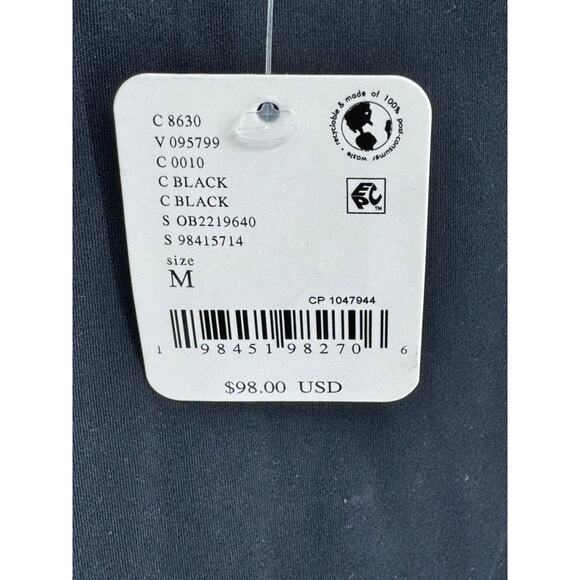 C 8630
V 095799
C 0010
C BLACK
C BLACK
S OB2219640
S 98415714
size
M
recyclable & made of 100% post-consumer waste •
EPC™
CP 1047944
1 98451 98270 6
$98.00 USD